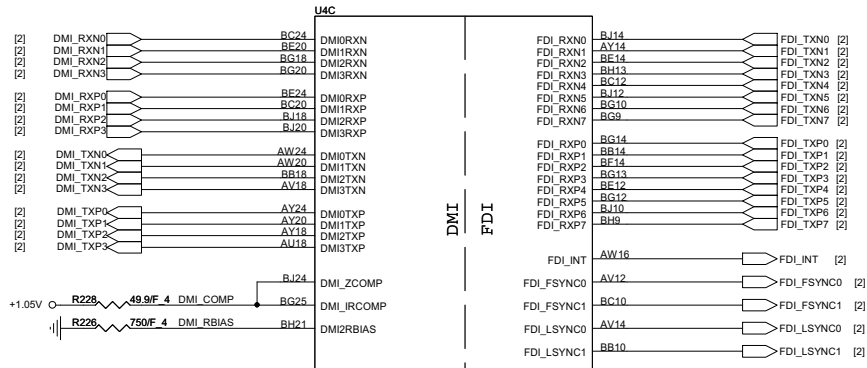 U4C
[2] DMI_RXN0 BC24 DMI0RXN
[2] DMI_RXN1 BE20 DMI1RXN
[2] DMI_RXN2 BG18 DMI2RXN
[2] DMI_RXN3 BG20 DMI3RXN
[2] DMI_RXP0 BE24 DMI0RXP
[2] DMI_RXP1 BC20 DMI1RXP
[2] DMI_RXP2 BJ18 DMI2RXP
[2] DMI_RXP3 BJ20 DMI3RXP
[2] DMI_TXN0 AW24 DMI0TXN
[2] DMI_TXN1 AW20 DMI1TXN
[2] DMI_TXN2 BB18 DMI2TXN
[2] DMI_TXN3 AV18 DMI3TXN
[2] DMI_TXP0 AY24 DMI0TXP
[2] DMI_TXP1 AY20 DMI1TXP
[2] DMI_TXP2 AY18 DMI2TXP
[2] DMI_TXP3 AU18 DMI3TXP
BJ24 DMI_ZCOMP
+1.05V R228 49.9/F_4 DMI_COMP BG25 DMI_IRCOMP
R226 750/F_4 DMI_RBIAS BH21 DMI2RBIAS
DMI
FDI
FDI_RXN0 BJ14 FDI_TXN0 [2]
FDI_RXN1 AY14 FDI_TXN1 [2]
FDI_RXN2 BE14 FDI_TXN2 [2]
FDI_RXN3 BH13 FDI_TXN3 [2]
FDI_RXN4 BC12 FDI_TXN4 [2]
FDI_RXN5 BJ12 FDI_TXN5 [2]
FDI_RXN6 BG10 FDI_TXN6 [2]
FDI_RXN7 BG9 FDI_TXN7 [2]
FDI_RXP0 BG14 FDI_TXP0 [2]
FDI_RXP1 BB14 FDI_TXP1 [2]
FDI_RXP2 BF14 FDI_TXP2 [2]
FDI_RXP3 BG13 FDI_TXP3 [2]
FDI_RXP4 BE12 FDI_TXP4 [2]
FDI_RXP5 BG12 FDI_TXP5 [2]
FDI_RXP6 BJ10 FDI_TXP6 [2]
FDI_RXP7 BH9 FDI_TXP7 [2]
FDI_INT AW16 FDI_INT [2]
FDI_FSYNC0 AV12 FDI_FSYNC0 [2]
FDI_FSYNC1 BC10 FDI_FSYNC1 [2]
FDI_LSYNC0 AV14 FDI_LSYNC0 [2]
FDI_LSYNC1 BB10 FDI_LSYNC1 [2]